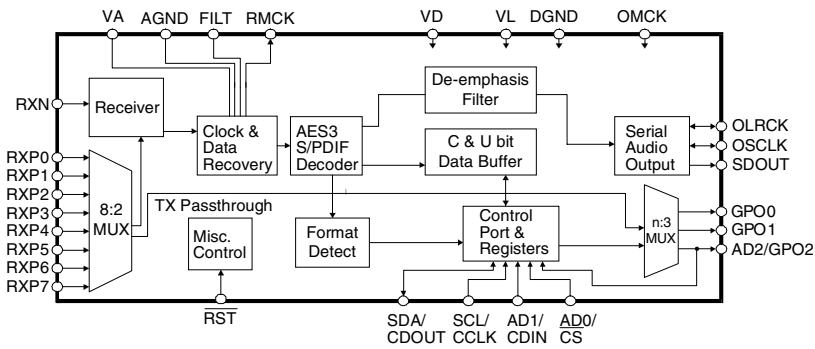 VA AGND FILT RMCK VD VL DGND OMCK
RXN
Receiver
Clock &
Data
Recovery
AES3
S/PDIF
Decoder
De-emphasis
Filter
C & U bit
Data Buffer
Serial
Audio
Output
OLRCK
OSCLK
SDOUT
RXP0
RXP1
RXP2
RXP3
RXP4
RXP5
RXP6
RXP7
8:2
MUX
TX Passthrough
Misc.
Control
Format
Detect
Control
Port &
Registers
n:3
MUX
GPO0
GPO1
AD2/GPO2
RST
SDA/
CDOUT
SCL/
CCLK
AD1/
CDIN
AD0/
CS